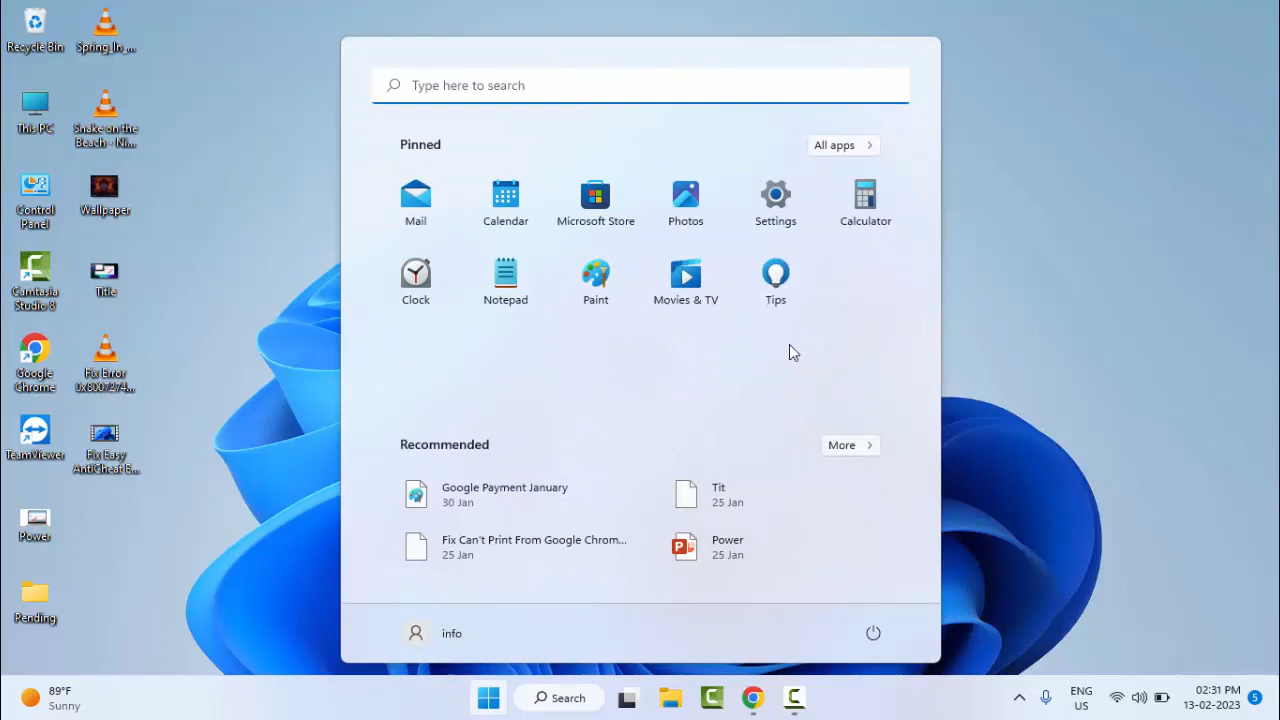 Recycle Bin
Spring_In_...
This PC
Snake on the
Beach - Ni...
Control
Panel
Wallpaper
Camtasia
Studio 8
Title
Google
Chrome
Fix Error
0x8007274...
TeamViewer
Fix Easy
AntiCheat E...
Power
Pending
Type here to search
Pinned
All apps
Mail
Calendar
Microsoft Store
Photos
Settings
Calculator
Clock
Notepad
Paint
Movies & TV
Tips
Recommended
More
Google Payment January
30 Jan
Tit
25 Jan
Fix Can't Print From Google Chrom...
25 Jan
Power
25 Jan
info
89°F
Sunny
Search
ENG
US
02:31 PM
13-02-2023
5